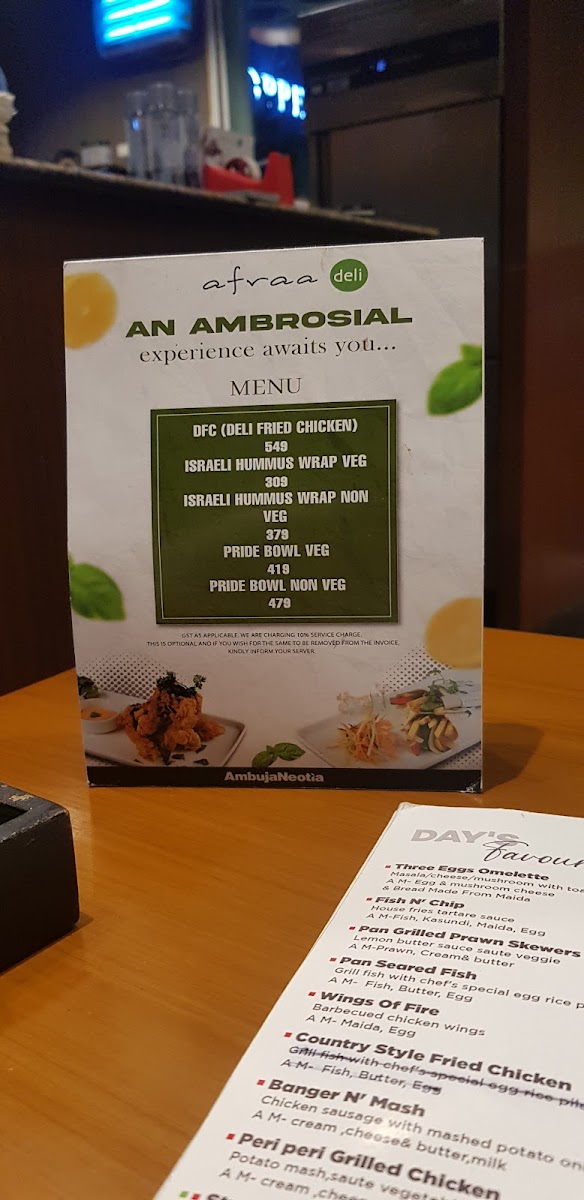 afraa deli
AN AMBROSIAL
experience awaits you...
MENU
DFC (DELI FRIED CHICKEN)
549
ISRAELI HUMMUS WRAP VEG
309
ISRAELI HUMMUS WRAP NON
VEG
379
PRIDE BOWL VEG
419
PRIDE BOWL NON VEG
479
GST AS APPLICABLE. WE ARE CHARGING 10% SERVICE CHARGE.
THIS IS OPTIONAL AND IF YOU WISH FOR THE SAME TO BE REMOVED FROM THE INVOICE,
KINDLY INFORM YOUR SERVER.
AmbujaNeotia
DAY'S
Three Eggs Omelette
Masala/cheese/mushroom with
A M- Egg & mushroom cheese
& Bread Made From Maida
Fish N' Chip
House fries tartare sauce
A M-Fish, Kasundi, Maida, Egg
Pan Grilled Prawn Skewers
Lemon butter sauce saute veggie
A M-Prawn, Cream& butter
Pan Seared Fish
Grill fish with chef's special egg rice
A M- Fish, Butter, Egg
Wings Of Fire
Barbecued chicken wings
A M- Maida, Egg
Country Style Fried Chicken
Grill fish with chef's special egg rice
A M- Fish, Butter, Egg
Banger N' Mash
Chicken sausage with mashed potato
A M- cream ,cheese& butter,milk
Peri peri Grilled Chicken
Potato mash,saute
A M- cream